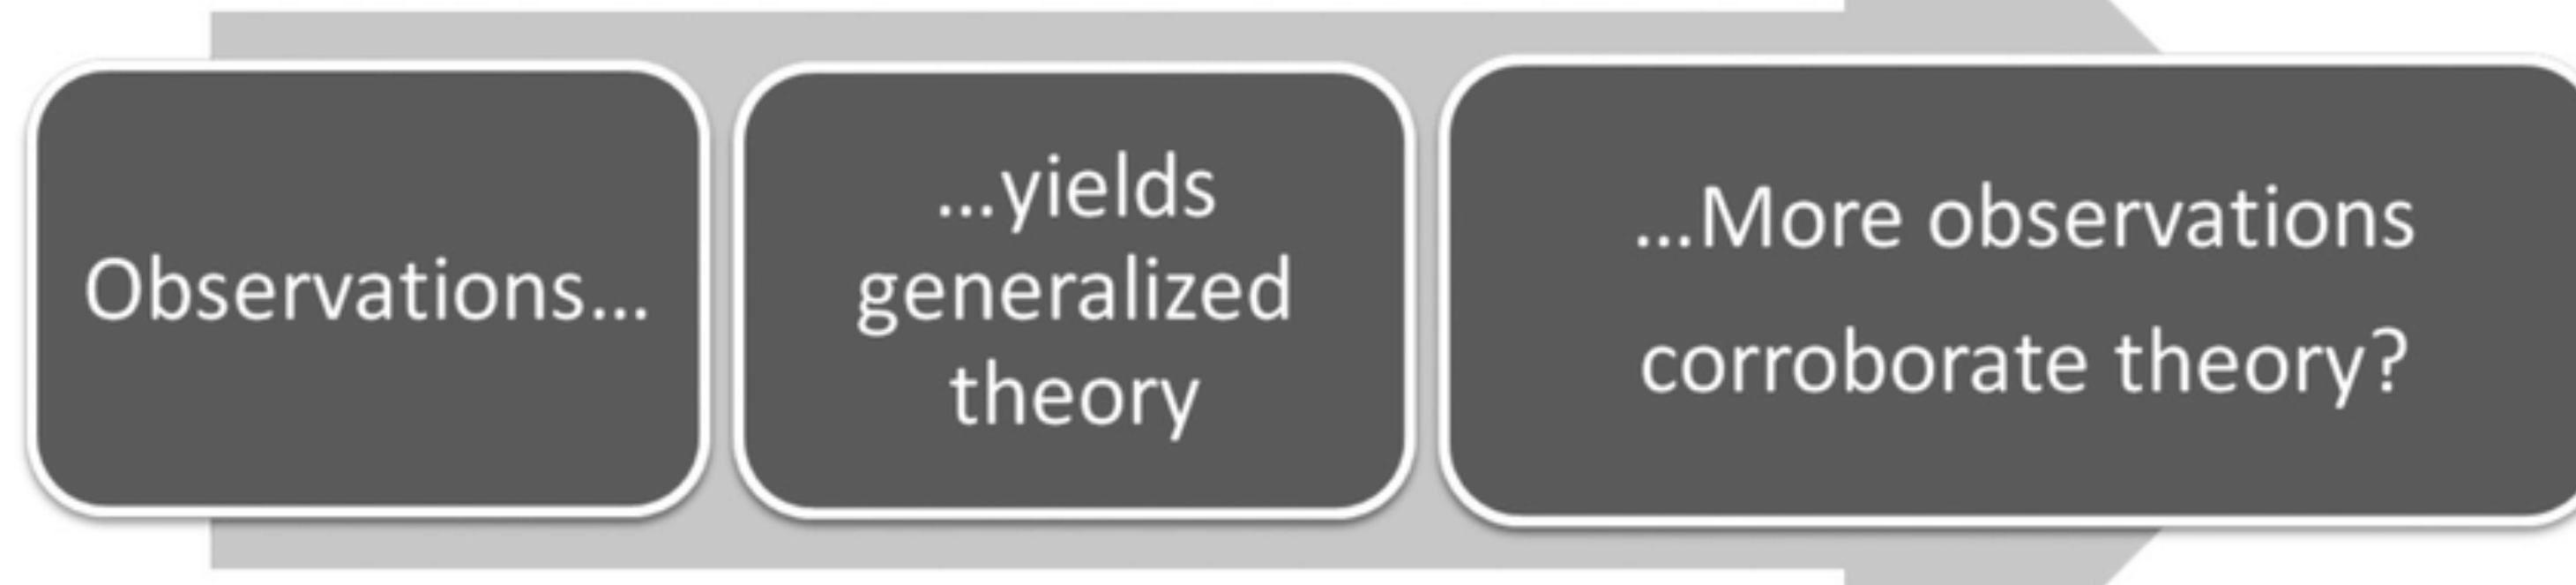 Observations...
...yields
generalized
theory
...More observations
corroborate theory?